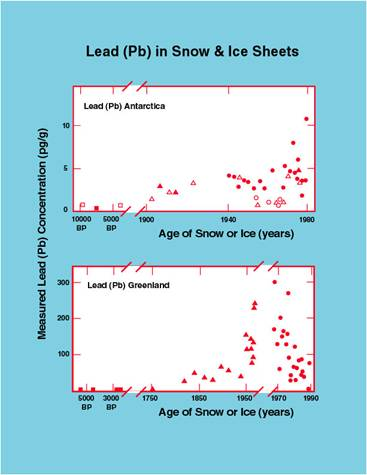 Lead (Pb) in Snow & Ice Sheets
Measured Lead (Pb) Concentration (pg/g)
Lead (Pb) Antarctica
10
5
0
10000 5000 1900 1940 1980
BP BP
Age of Snow or Ice (years)
Lead (Pb) Greenland
300
200
100
5000 3000 1750 1850 1950 1970 1990
BP BP
Age of Snow or Ice (years)